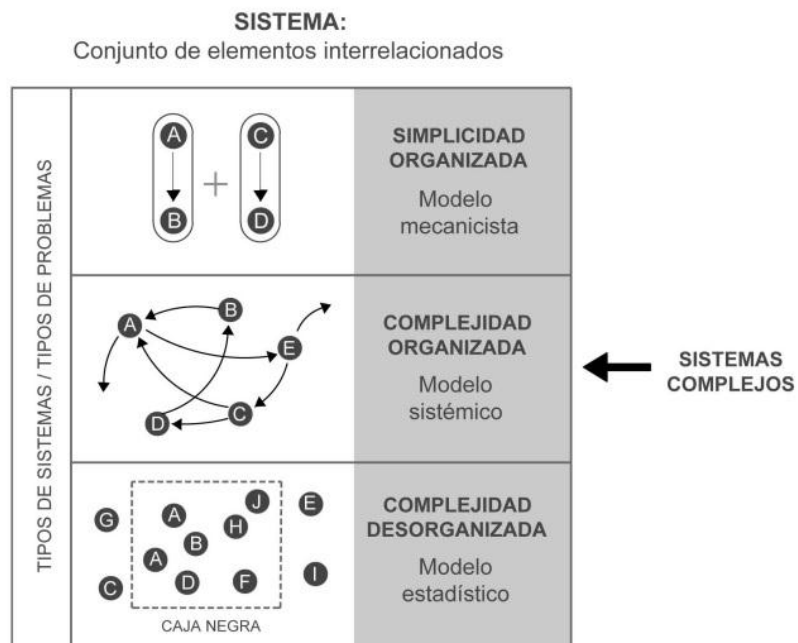 SISTEMA:
Conjunto de elementos interrelacionados
TIPOS DE SISTEMAS / TIPOS DE PROBLEMAS
A C
+
B D
SIMPLICIDAD
ORGANIZADA
Modelo
mecanicista
B
A
E
C
D
COMPLEJIDAD
ORGANIZADA
Modelo
sistémico
SISTEMAS
COMPLEJOS
J E
G A H
B
A
D F I
C
CAJA NEGRA
COMPLEJIDAD
DESORGANIZADA
Modelo
estadístico